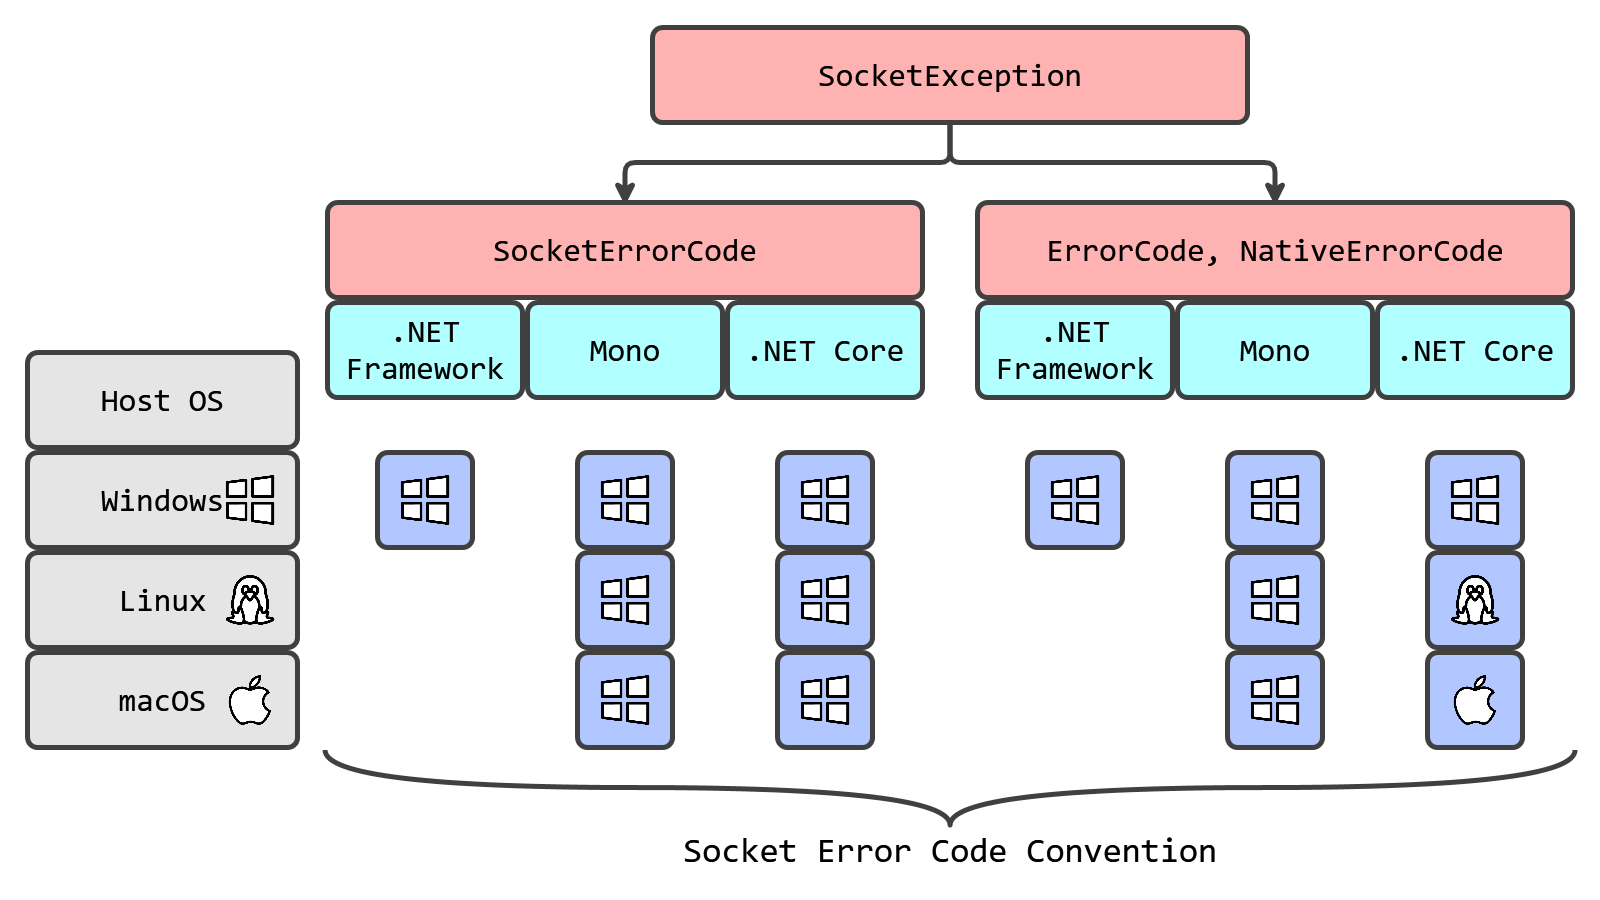 SocketException
SocketErrorCode
ErrorCode, NativeErrorCode
.NET
Framework
Mono
.NET Core
.NET
Framework
Mono
.NET Core
Host OS
Windows
Linux
macOS
Socket Error Code Convention